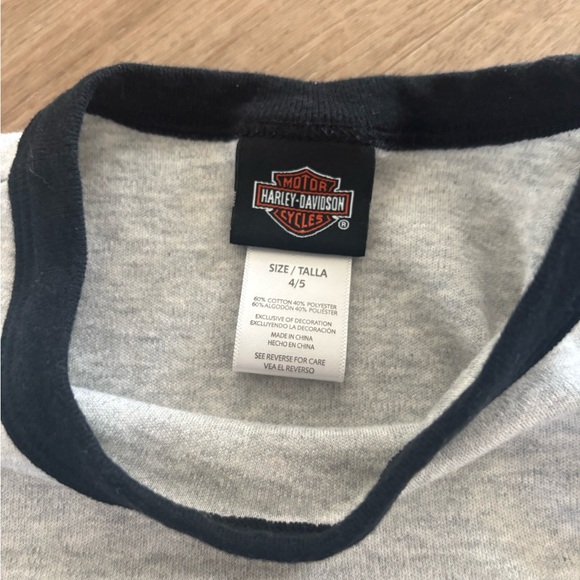 MOTOR
HARLEY-DAVIDSON
CYCLES
®
SIZE / TALLA
4/5
60% COTTON 40% POLYESTER
60% ALGODÓN 40% POLIÉSTER
EXCLUSIVE OF DECORATION
EXCLUYENDO LA DECORACIÓN
MADE IN CHINA
HECHO EN CHINA
SEE REVERSE FOR CARE
VEA EL REVERSO